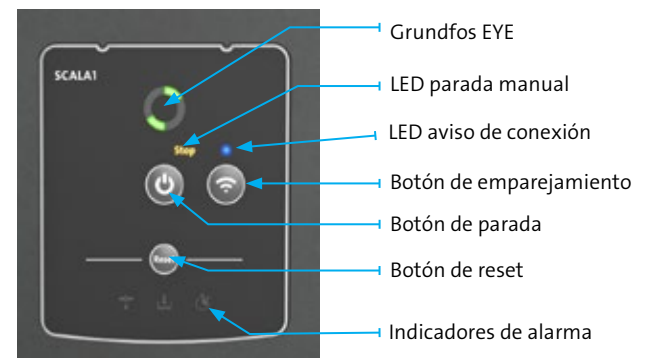 Grundfos EYE
SCALA1
LED parada manual
Stop
LED aviso de conexión
Botón de emparejamiento
Botón de parada
Reset
Botón de reset
Indicadores de alarma